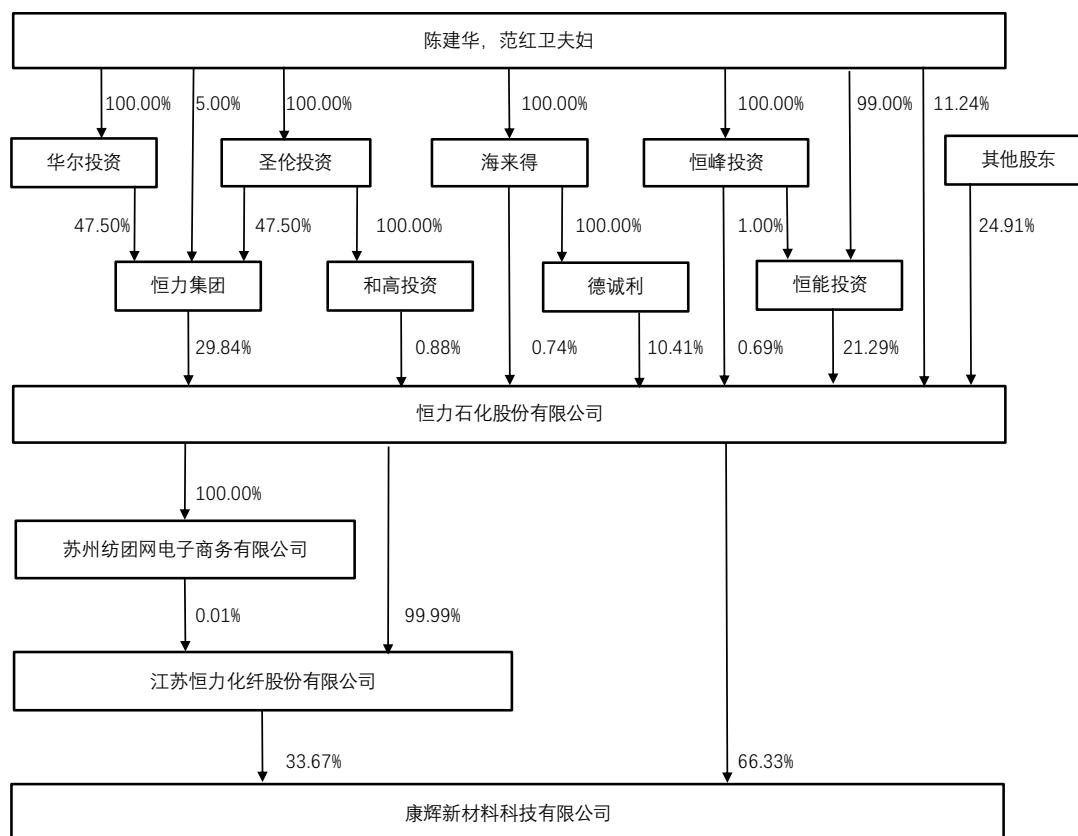 陈建华，范红卫夫妇
100.00%
5.00%
100.00%
100.00%
100.00%
99.00%
11.24%
华尔投资
圣伦投资
海来得
恒峰投资
其他股东
47.50%
47.50%
100.00%
100.00%
1.00%
24.91%
恒力集团
和高投资
德诚利
恒能投资
29.84%
0.88%
0.74%
10.41%
0.69%
21.29%
恒力石化股份有限公司
100.00%
苏州纺团网电子商务有限公司
0.01%
99.99%
江苏恒力化纤股份有限公司
33.67%
66.33%
康辉新材料科技有限公司